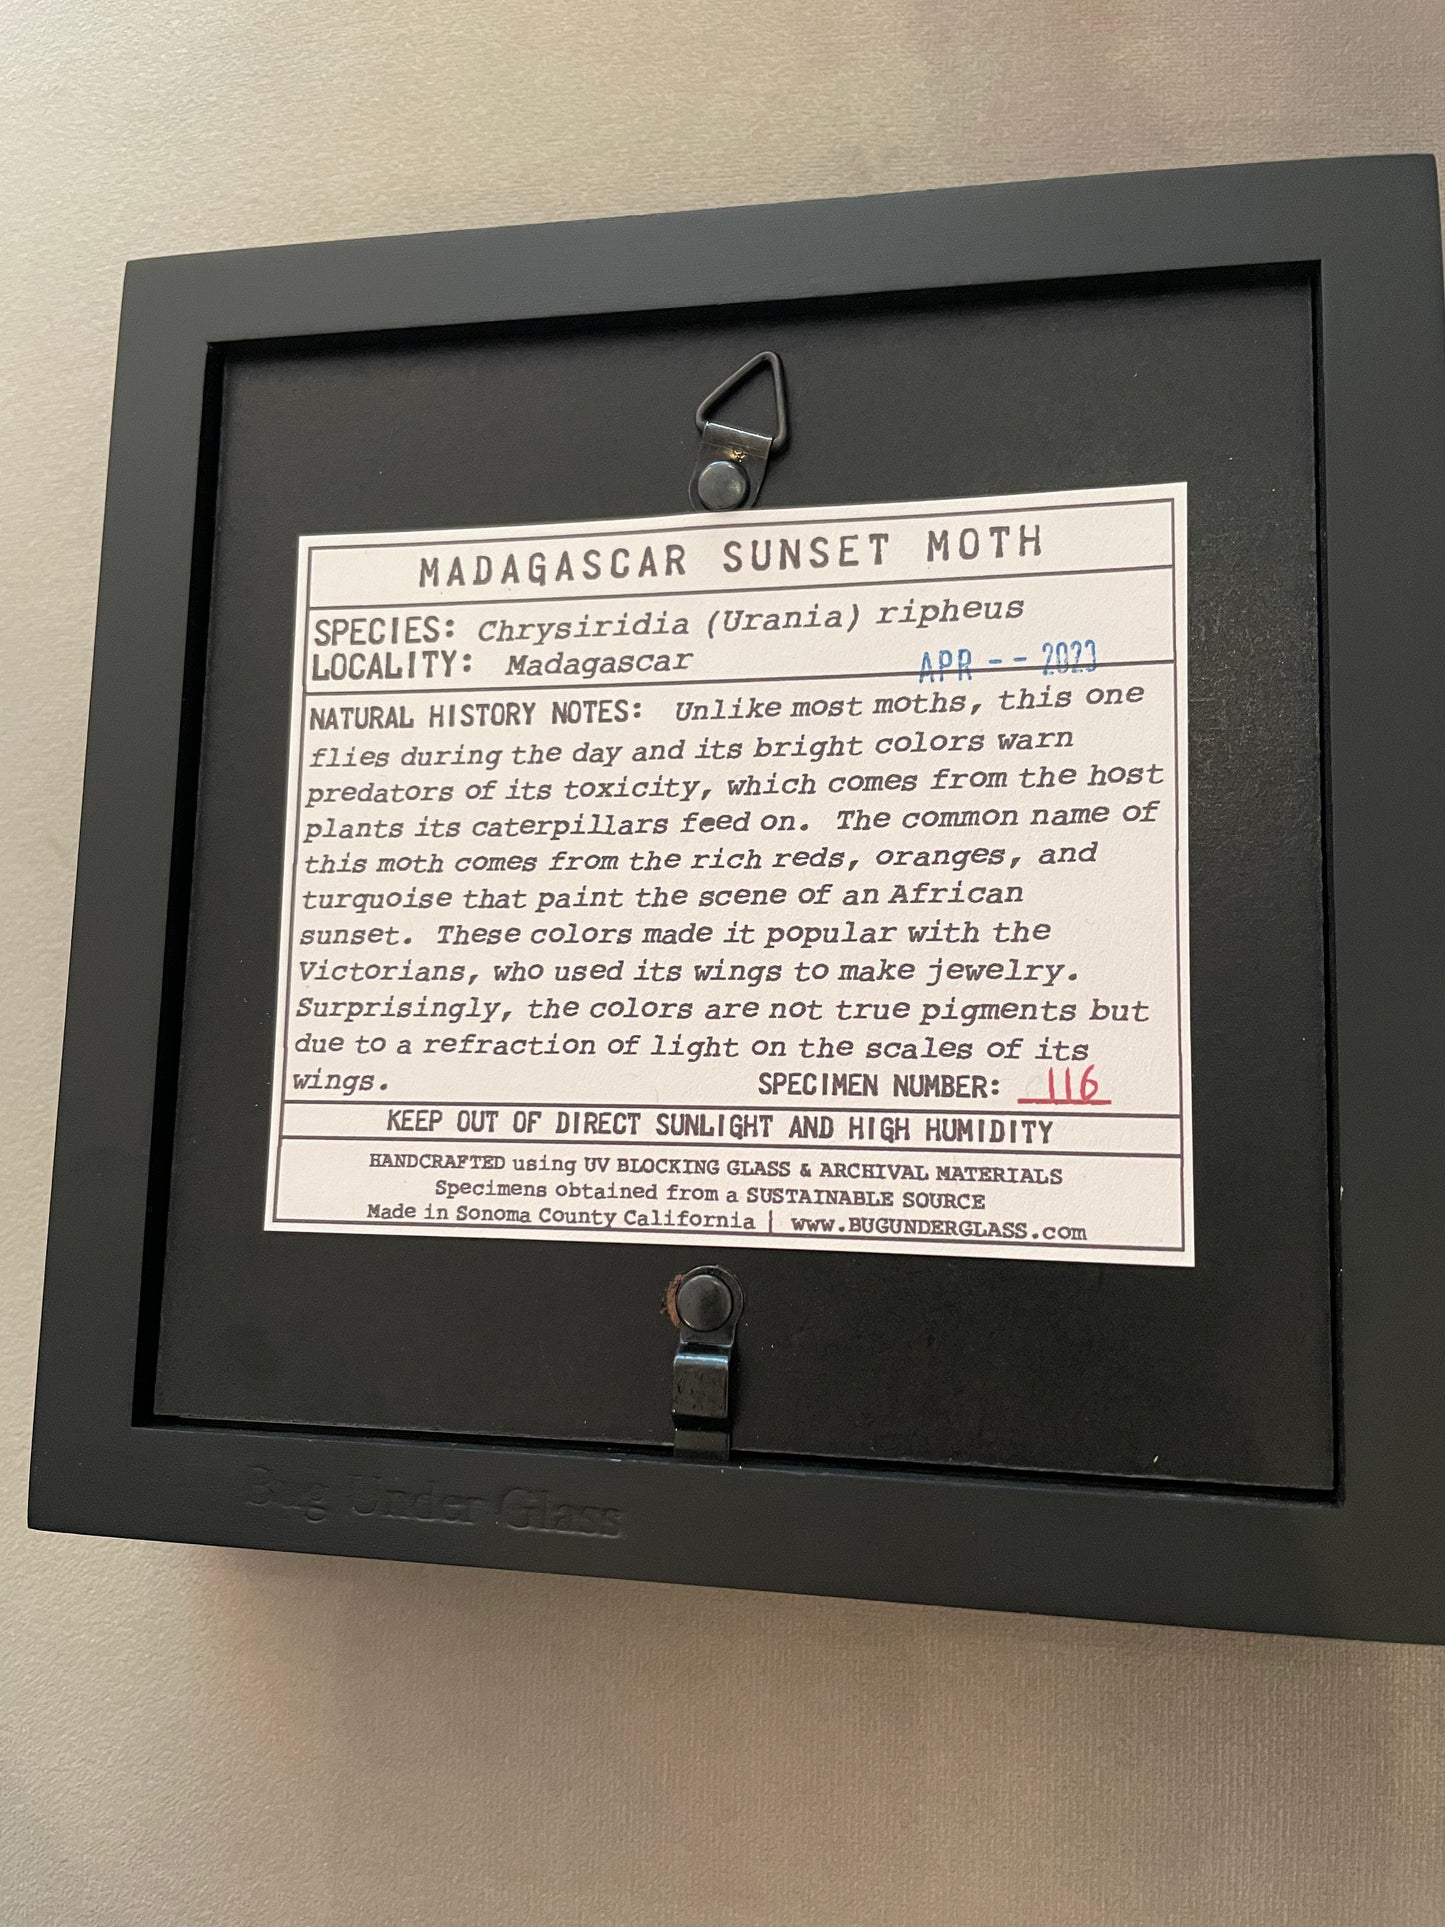 MADAGASCAR SUNSET MOTH
SPECIES: Chrysiridia (Urania) ripheus
LOCALITY: Madagascar APR -- 2023
NATURAL HISTORY NOTES: Unlike most moths, this one
flies during the day and its bright colors warn
predators of its toxicity, which comes from the host
plants its caterpillars feed on. The common name of
this moth comes from the rich reds, oranges, and
turquoise that paint the scene of an African
sunset. These colors made it popular with the
Victorians, who used its wings to make jewelry.
Surprisingly, the colors are not true pigments but
due to a refraction of light on the scales of its
wings. SPECIMEN NUMBER: 116
KEEP OUT OF DIRECT SUNLIGHT AND HIGH HUMIDITY
HANDCRAFTED using UV BLOCKING GLASS & ARCHIVAL MATERIALS
Specimens obtained from a SUSTAINABLE SOURCE
Made in Sonoma County California | www.BUGUNDERGLASS.com
Bug Under Glass